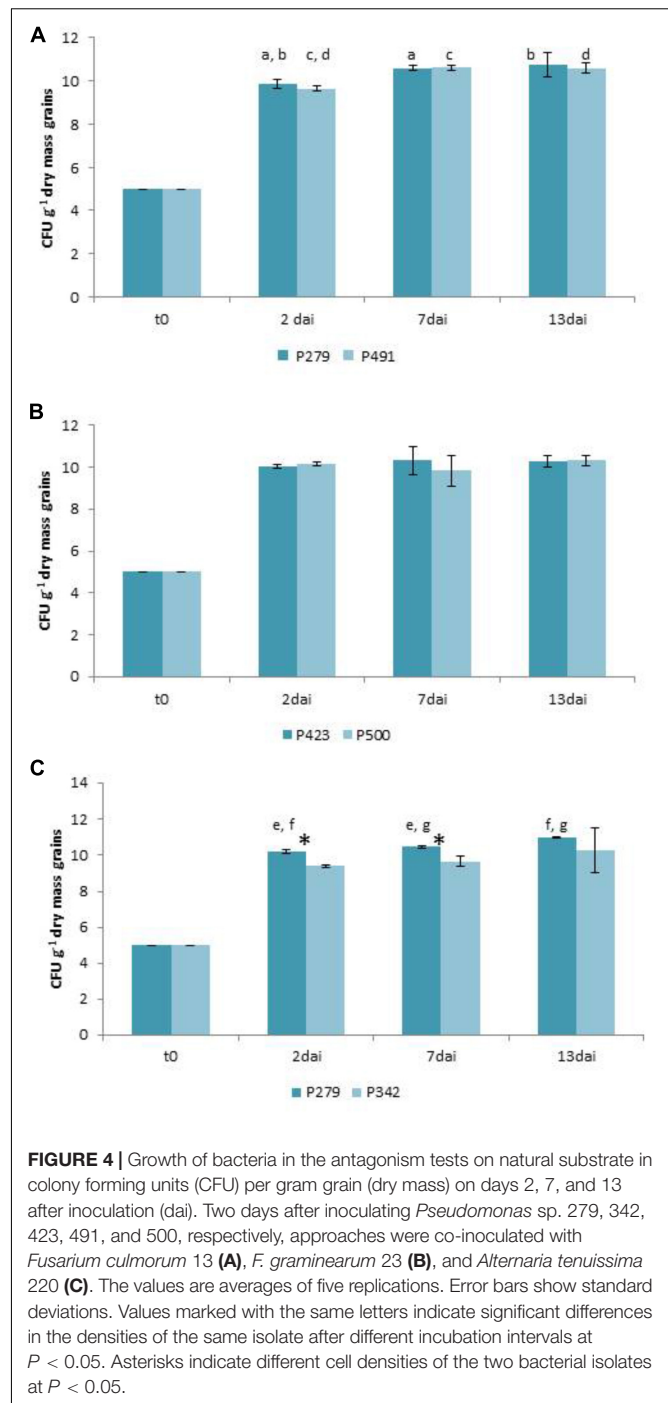 A
12
10
8
6
4
2
0
CFU g⁻¹ dry mass grains
a, b c, d a c b d
t0 2 dai 7dai 13dai
P279 P491
B
12
10
8
6
4
2
0
CFU g⁻¹ dry mass grains
t0 2dai 7dai 13dai
P423 P500
C
14
12
10
8
6
4
2
0
CFU g⁻¹ dry mass grains
e, f * e, g * f, g
t0 2dai 7dai 13dai
P279 P342
FIGURE 4 | Growth of bacteria in the antagonism tests on natural substrate in
colony forming units (CFU) per gram grain (dry mass) on days 2, 7, and 13
after inoculation (dai). Two days after inoculating Pseudomonas sp. 279, 342,
423, 491, and 500, respectively, approaches were co-inoculated with
Fusarium culmorum 13 (A), F. graminearum 23 (B), and Alternaria tenuissima
220 (C). The values are averages of five replications. Error bars show standard
deviations. Values marked with the same letters indicate significant differences
in the densities of the same isolate after different incubation intervals at
P < 0.05. Asterisks indicate different cell densities of the two bacterial isolates
at P < 0.05.